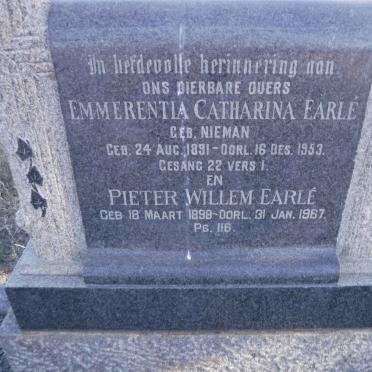 In liefdevolle herinnering aan
ONS DIERBARE OUERS
EMMERENTIA CATHARINA EARLÉ
GEB. NIEMAN
GEB. 24 AUG. 1891-OORL. 16 DES. 1953.
GESANG 22 VERS 1.
EN
PIETER WILLEM EARLÉ
GEB 18 MAART 1898-OORL. 31 JAN. 1967.
PS. 116.